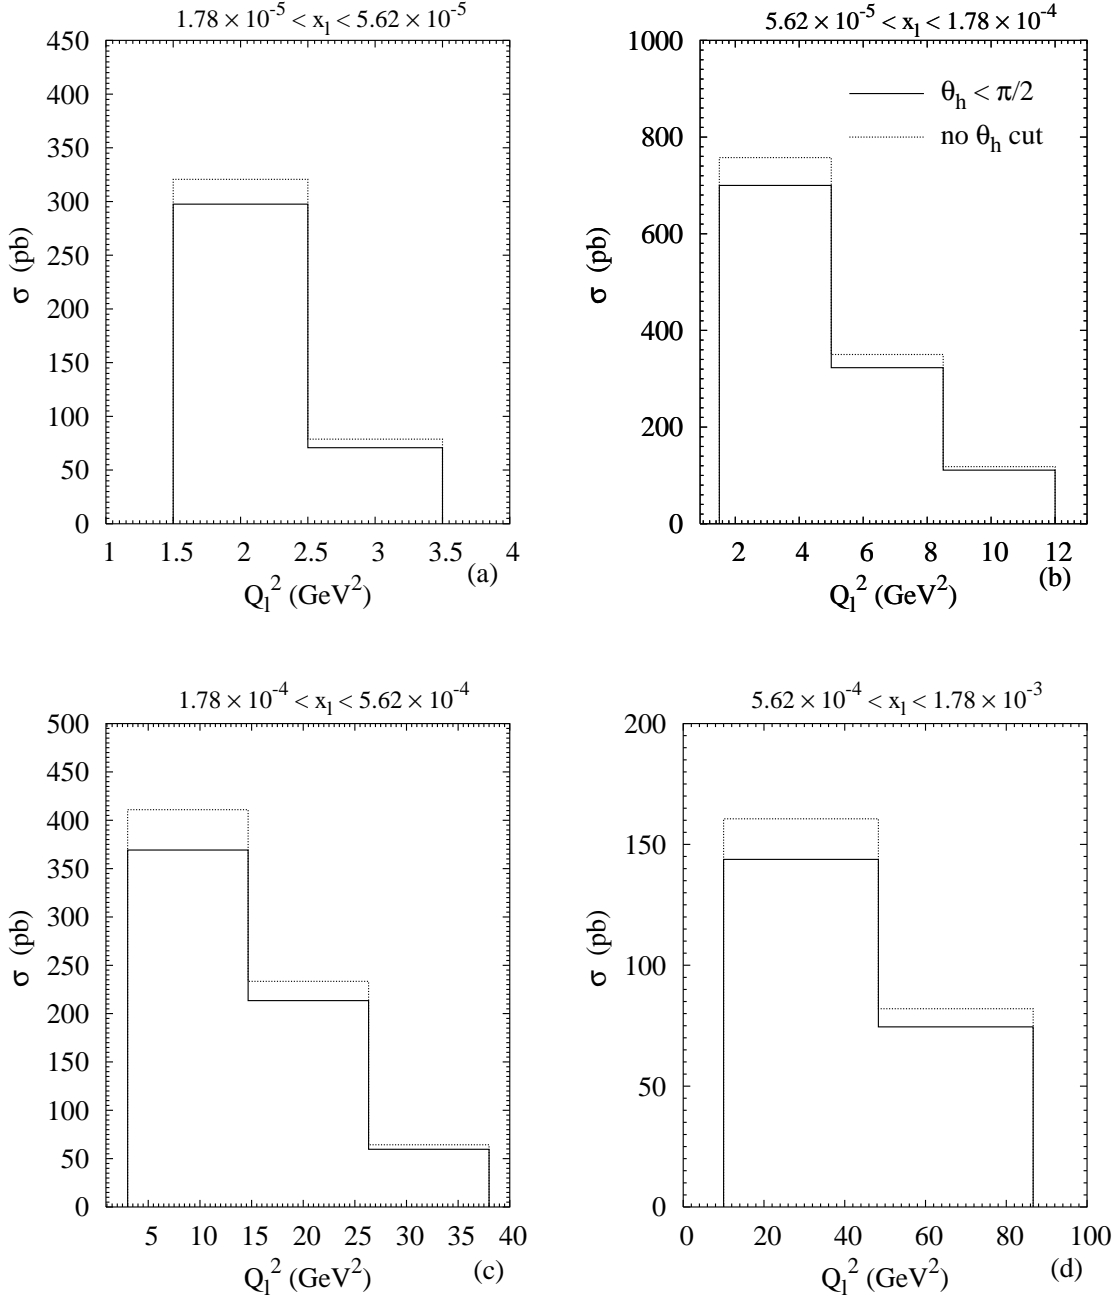 1.78 × 10^-5 < x_l < 5.62 × 10^-5
450
400
350
300
250
200
150
100
50
0
σ (pb)
1 1.5 2 2.5 3 3.5 4
Q_l^2 (GeV^2)
(a)
5.62 × 10^-5 < x_l < 1.78 × 10^-4
1000
800
600
400
200
0
σ (pb)
θ_h < π/2
no θ_h cut
2 4 6 8 10 12
Q_l^2 (GeV^2)
(b)
1.78 × 10^-4 < x_l < 5.62 × 10^-4
500
450
400
350
300
250
200
150
100
50
0
σ (pb)
5 10 15 20 25 30 35 40
Q_l^2 (GeV^2)
(c)
5.62 × 10^-4 < x_l < 1.78 × 10^-3
200
150
100
50
0
σ (pb)
0 20 40 60 80 100
Q_l^2 (GeV^2)
(d)